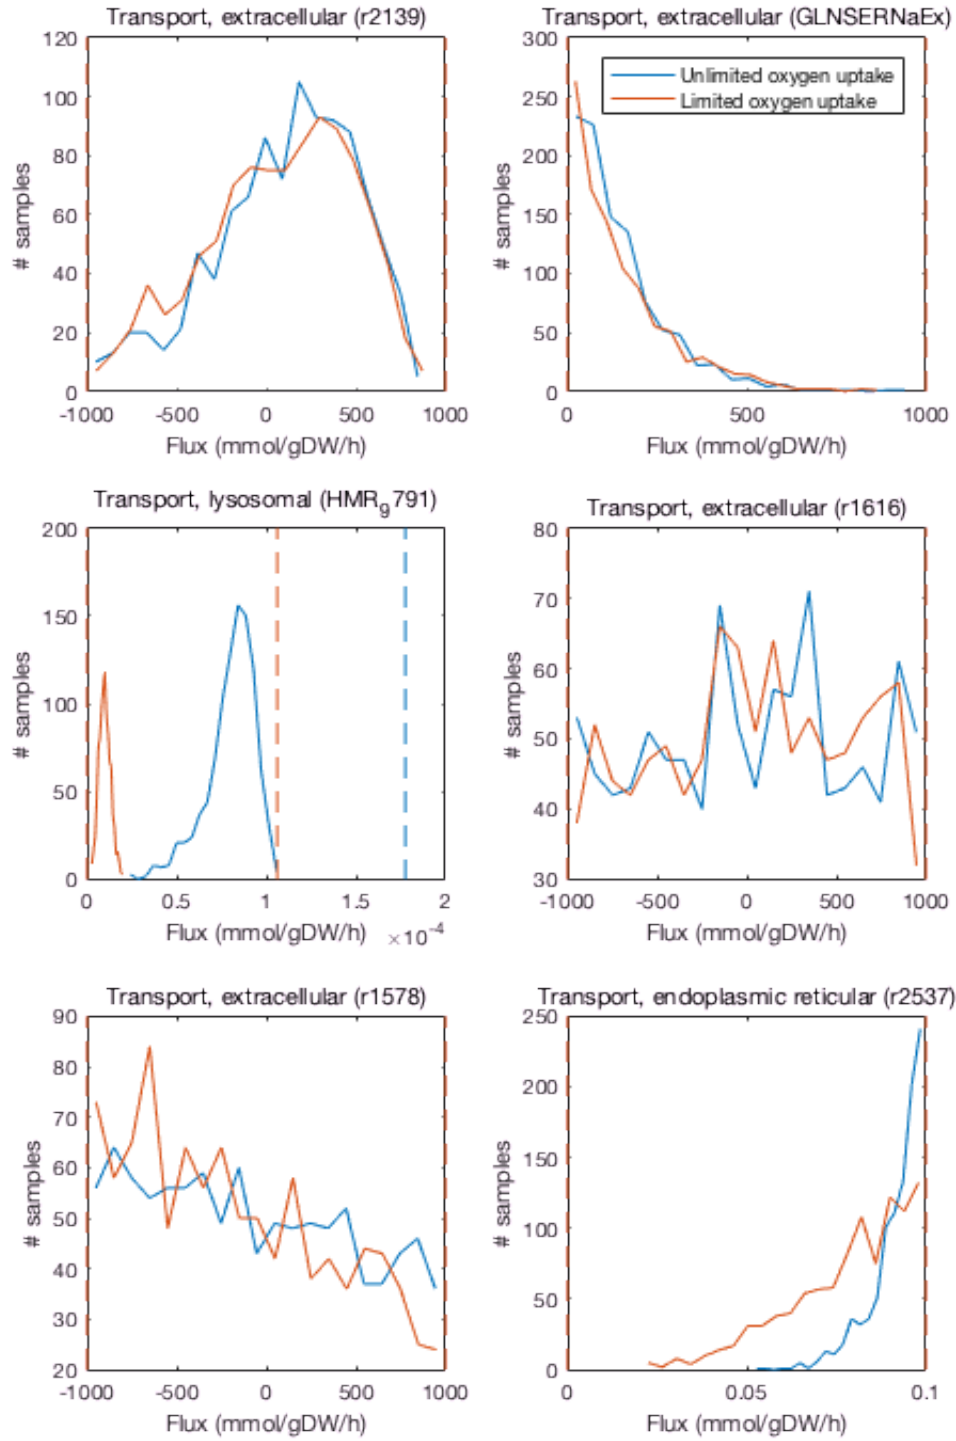 Transport, extracellular (r2139)
120
100
80
60
40
20
0
# samples
-1000 -500 0 500 1000
Flux (mmol/gDW/h)
Transport, extracellular (GLNSERNaEx)
300
250
200
150
100
50
0
# samples
Unlimited oxygen uptake
Limited oxygen uptake
0 500 1000
Flux (mmol/gDW/h)
Transport, lysosomal (HMR9791)
200
150
100
50
0
# samples
0 0.5 1 1.5 2
Flux (mmol/gDW/h) ×10-4
Transport, extracellular (r1616)
80
70
60
50
40
30
# samples
-1000 -500 0 500 1000
Flux (mmol/gDW/h)
Transport, extracellular (r1578)
90
80
70
60
50
40
30
20
# samples
-1000 -500 0 500 1000
Flux (mmol/gDW/h)
Transport, endoplasmic reticular (r2537)
250
200
150
100
50
0
# samples
0 0.05 0.1
Flux (mmol/gDW/h)